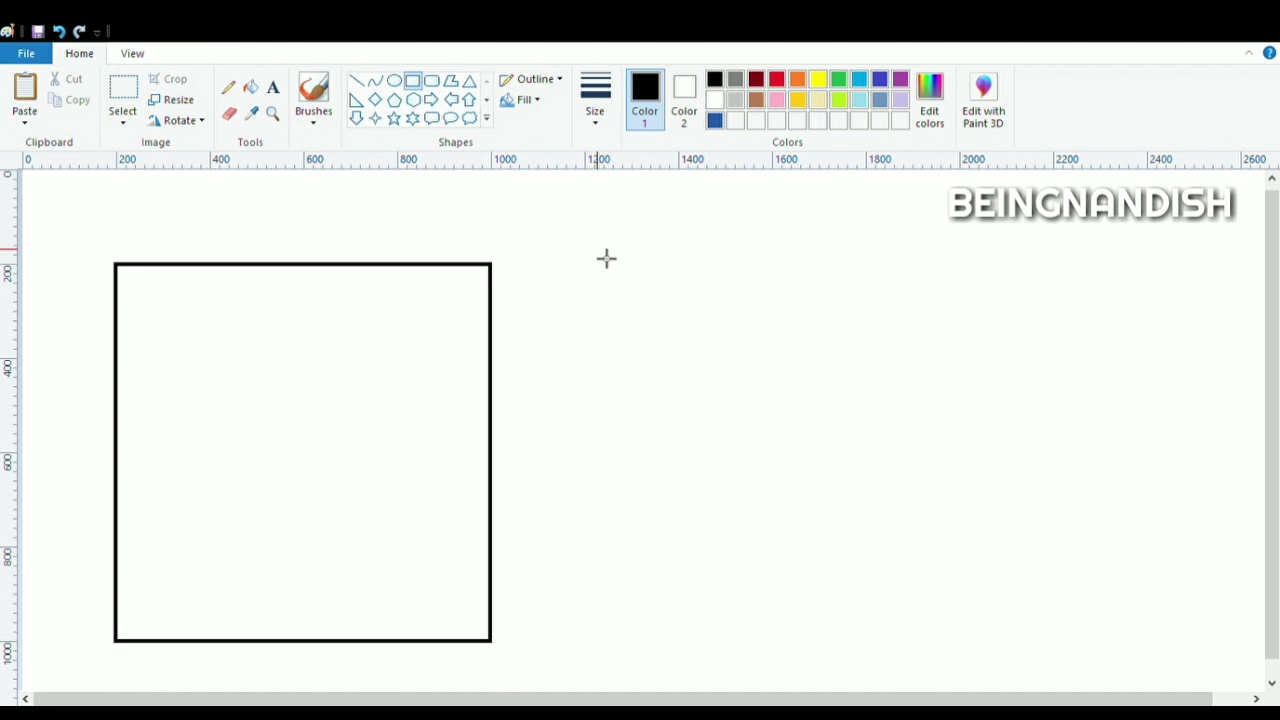 File Home View
Cut
Copy
Paste
Clipboard
Crop
Resize
Rotate
Select
Image
A
Tools
Brushes
Outline
Fill
Shapes
Size
Color 1
Color 2
Edit colors
Colors
Edit with Paint 3D
?
0 200 400 600 800 1000 1200 1400 1600 1800 2000 2200 2400 2600
0
200
400
600
800
1000
BEINGNANDISH